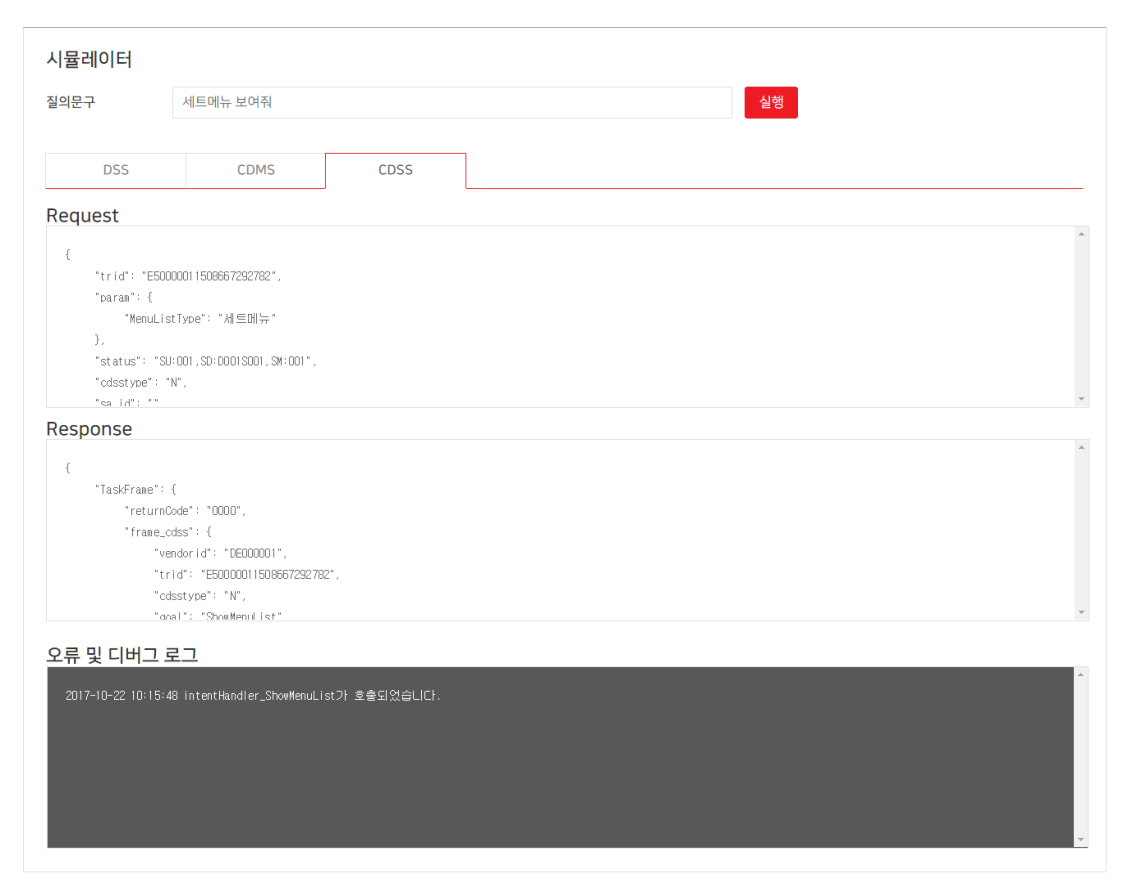 시뮬레이터
질의문구 세트메뉴 보여줘 실행
DSS CDMS CDSS
Request
{
"trid": "E5000001150866729 2782",
"param": {
"MenuListType": "세트메뉴"
},
"status": "SU:001,SD:D001S001,SM:001",
"cdsstype": "N",
"sa_id": ""
Response
{
"TaskFrame": {
"returnCode": "0000",
"frame_cdss": {
"vendorid": "DE000001",
"trid": "E50000011508667292782",
"cdsstype": "N",
"goal": "ShowMenuList"
오류 및 디버그 로그
2017-10-22 10:15:48 intentHandler_ShowMenuList가 호출되었습니다.